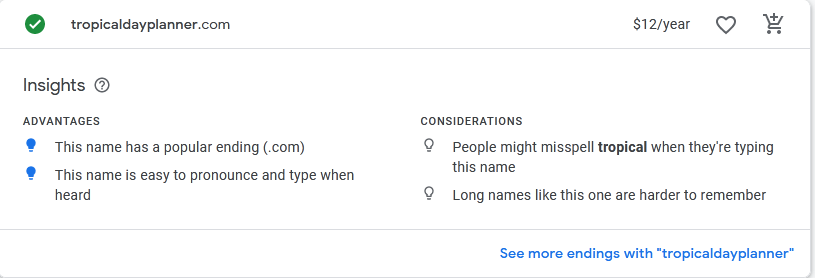 tropicaldayplanner.com $12/year
Insights
ADVANTAGES
This name has a popular ending (.com)
This name is easy to pronounce and type when
heard
CONSIDERATIONS
People might misspell tropical when they're typing
this name
Long names like this one are harder to remember
See more endings with "tropicaldayplanner"